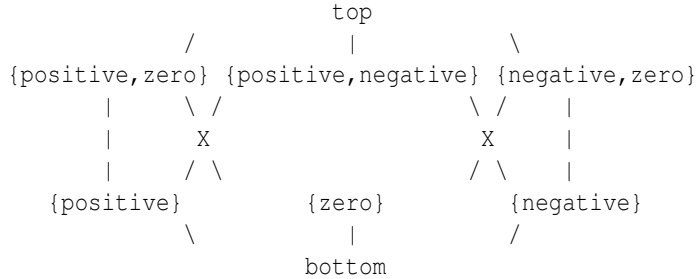 top
{positive,zero} {positive,negative} {negative,zero}
X X
{positive} {zero} {negative}
bottom